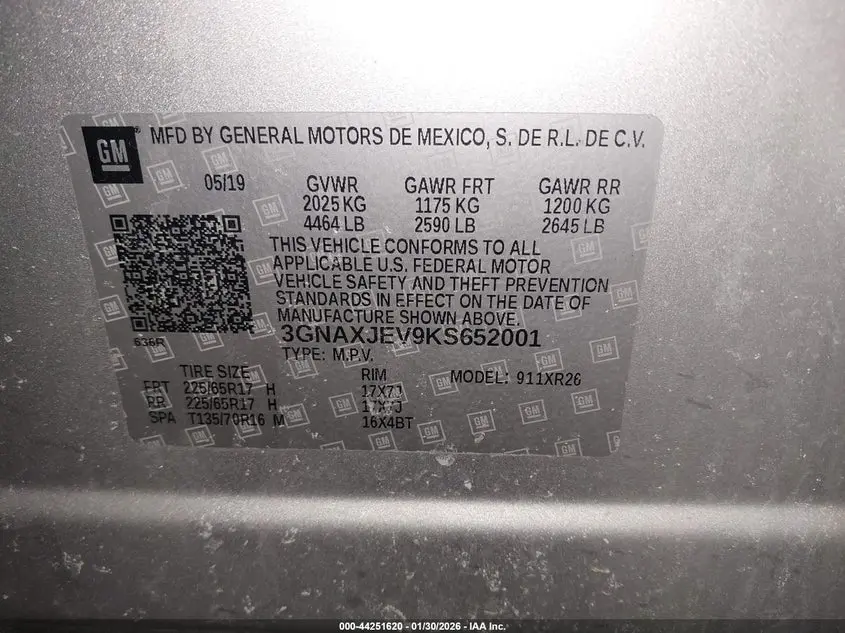 GM
MFD BY GENERAL MOTORS DE MEXICO, S. DE R.L. DE C.V.
05/19 GVWR GAWR FRT GAWR RR
2025 KG 1175 KG 1200 KG
4464 LB 2590 LB 2645 LB
THIS VEHICLE CONFORMS TO ALL
APPLICABLE U.S. FEDERAL MOTOR
VEHICLE SAFETY AND THEFT PREVENTION
STANDARDS IN EFFECT ON THE DATE OF
MANUFACTURE SHOWN ABOVE.
3GNAXJEV9KS652001
636R
TYPE: M.P.V.
TIRE SIZE RIM MODEL: 911XR26
FRT 225/65R17 H 17X7J
RR 225/65R17 H 17X7J
SPA T135/70R16 M 16X4BT
000-44251620 - 01/30/2026 - IAA Inc.